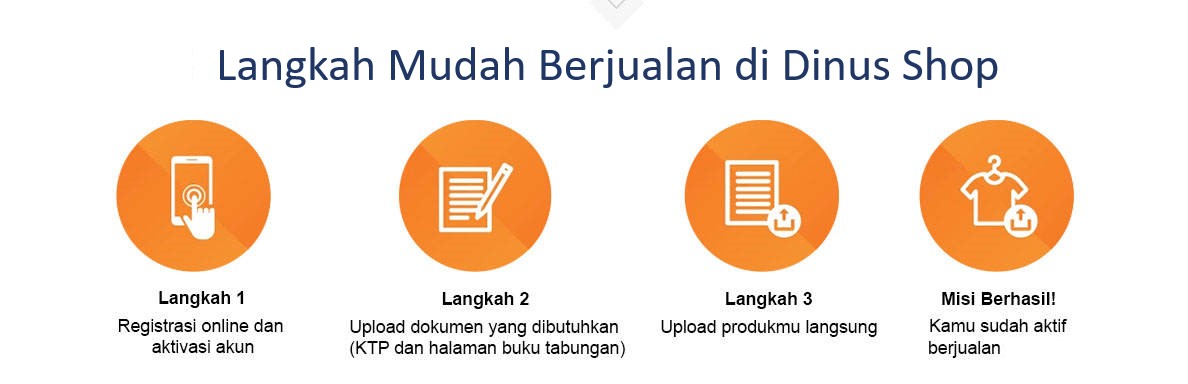 Langkah Mudah Berjualan di Dinus Shop
Langkah 1
Registrasi online dan
aktivasi akun
Langkah 2
Upload dokumen yang dibutuhkan
(KTP dan halaman buku tabungan)
Langkah 3
Upload produkmu langsung
Misi Berhasil!
Kamu sudah aktif
berjualan